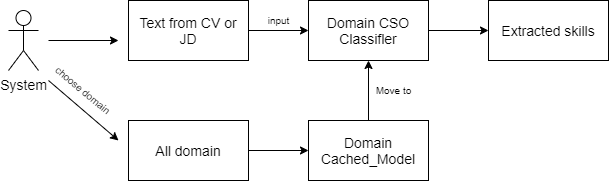 Text from CV or
JD
input
Domain CSO
Classifler
Extracted skills
System
choose domain
Move to
All domain
Domain
Cached_Model